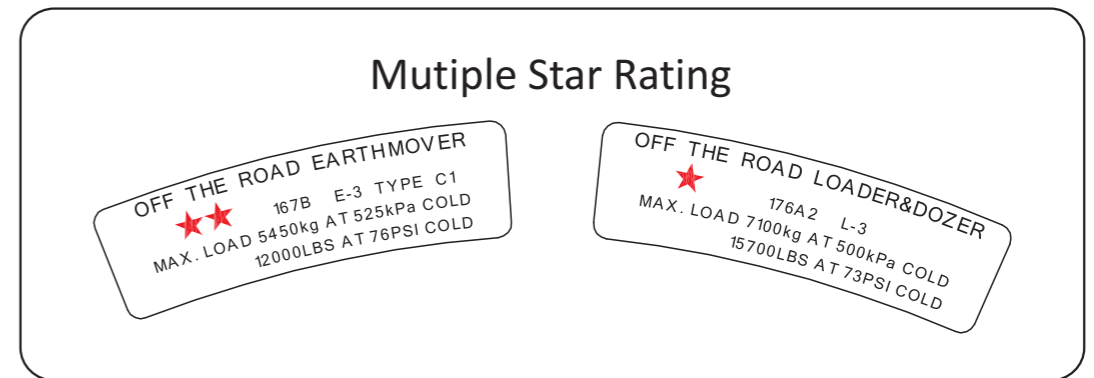 Mutiple Star Rating
OFF THE ROAD EARTHMOVER
★★ 167B E-3 TYPE C1
MAX. LOAD 5450kg AT 525kPa COLD
12000LBS AT 76PSI COLD
OFF THE ROAD LOADER&DOZER
★ 176A2 L-3
MAX. LOAD 7100kg AT 500kPa COLD
15700LBS AT 73PSI COLD